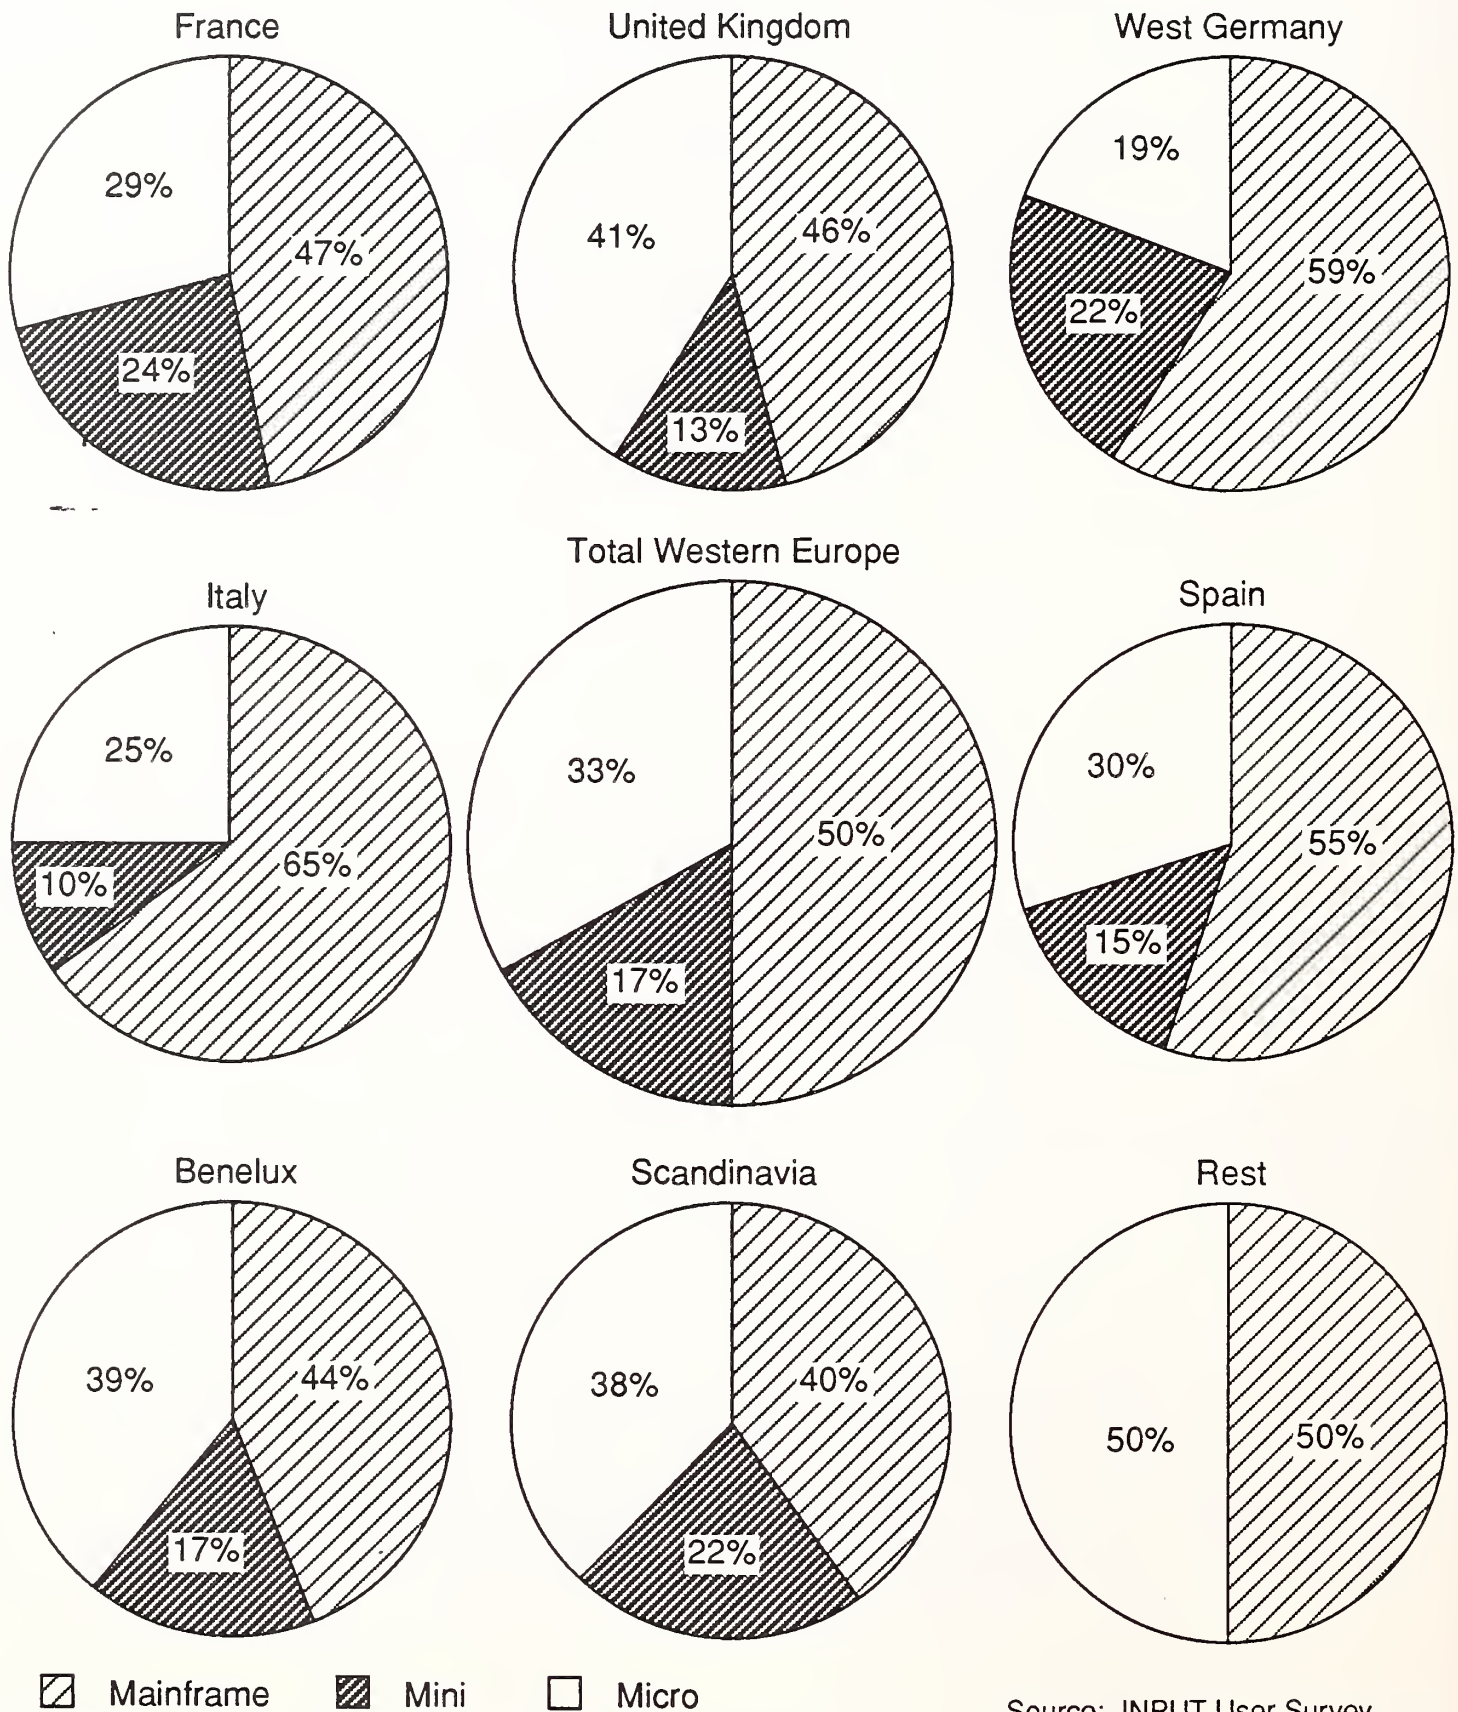 France
29%
47%
24%
United Kingdom
41%
46%
13%
West Germany
19%
59%
22%
Italy
25%
65%
10%
Total Western Europe
33%
50%
17%
Spain
30%
55%
15%
Benelux
39%
44%
17%
Scandinavia
38%
40%
22%
Rest
50%
50%
Mainframe Mini Micro
Source: INPUT User Survey